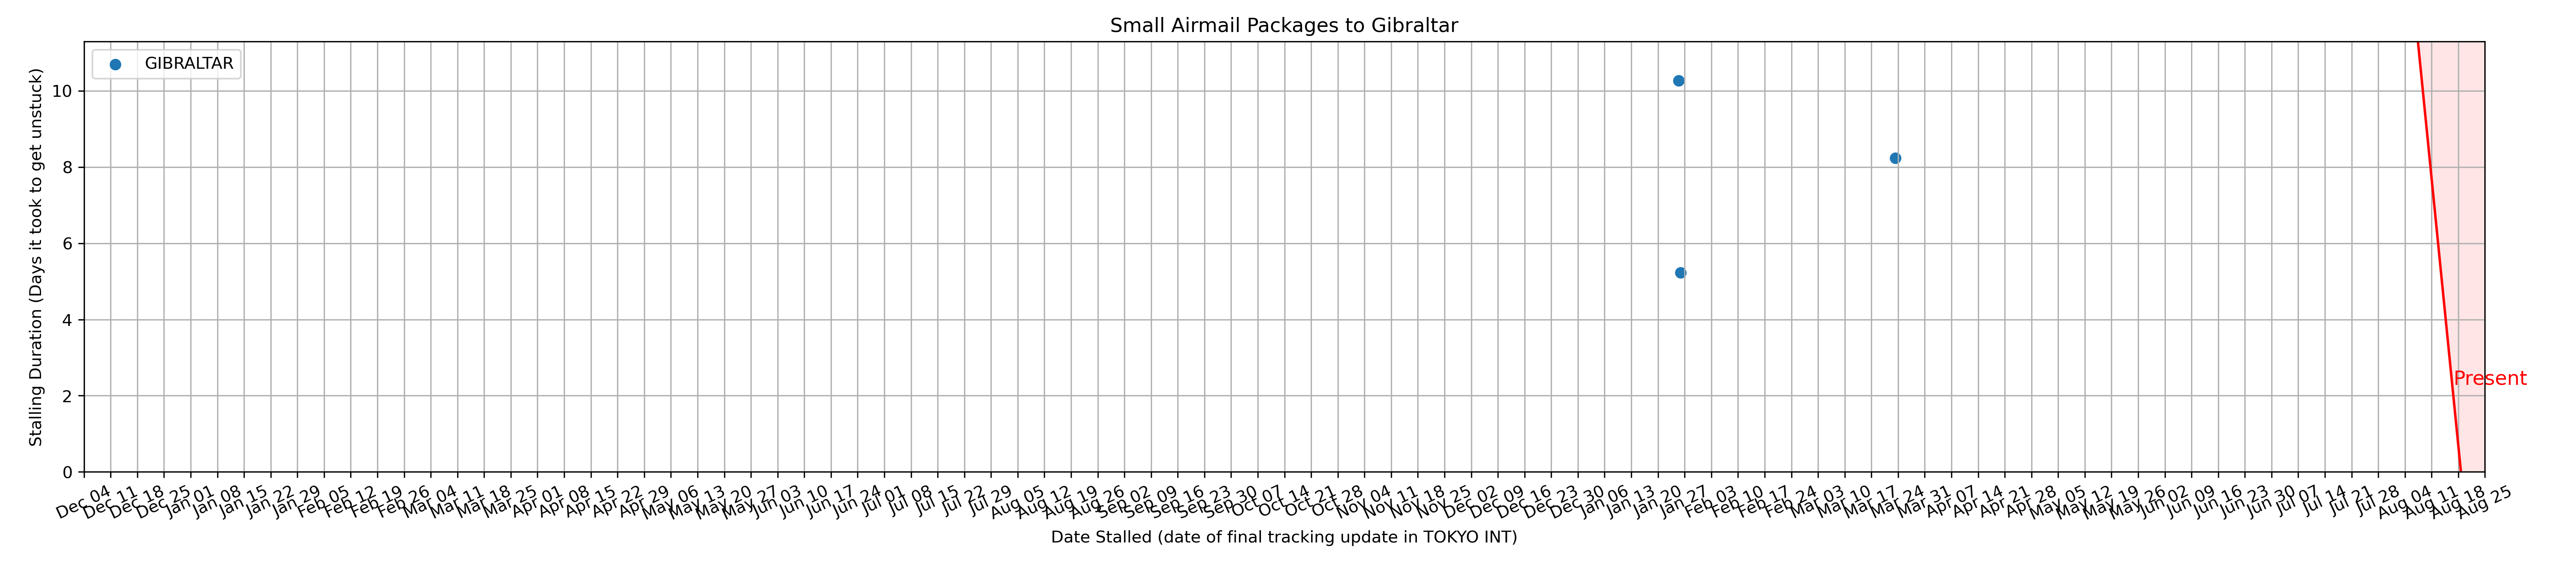 Small Airmail Packages to Gibraltar
GIBRALTAR
Stalling Duration (Days it took to get unstuck)
10
8
6
4
2
0
Present
Dec 04 Dec 11 Dec 18 Dec 25 Jan 01 Jan 08 Jan 15 Jan 22 Jan 29 Feb 05 Feb 12 Feb 19 Feb 26 Mar 04 Mar 11 Mar 18 Mar 25 Apr 01 Apr 08 Apr 15 Apr 22 Apr 29 May 06 May 13 May 20 May 27 Jun 03 Jun 10 Jun 17 Jun 24 Jul 01 Jul 08 Jul 15 Jul 22 Jul 29 Aug 05 Aug 12 Aug 19 Aug 26 Sep 02 Sep 09 Sep 16 Sep 23 Sep 30 Oct 07 Oct 14 Oct 21 Oct 28 Nov 04 Nov 11 Nov 18 Nov 25 Dec 02 Dec 09 Dec 16 Dec 23 Dec 30 Jan 06 Jan 13 Jan 20 Jan 27 Feb 03 Feb 10 Feb 17 Feb 24 Mar 03 Mar 10 Mar 17 Mar 24 Mar 31 Apr 07 Apr 14 Apr 21 Apr 28 May 05 May 12 May 19 May 26 Jun 02 Jun 09 Jun 16 Jun 23 Jun 30 Jul 07 Jul 14 Jul 21 Jul 28 Aug 04 Aug 11 Aug 18 Aug 25
Date Stalled (date of final tracking update in TOKYO INT)